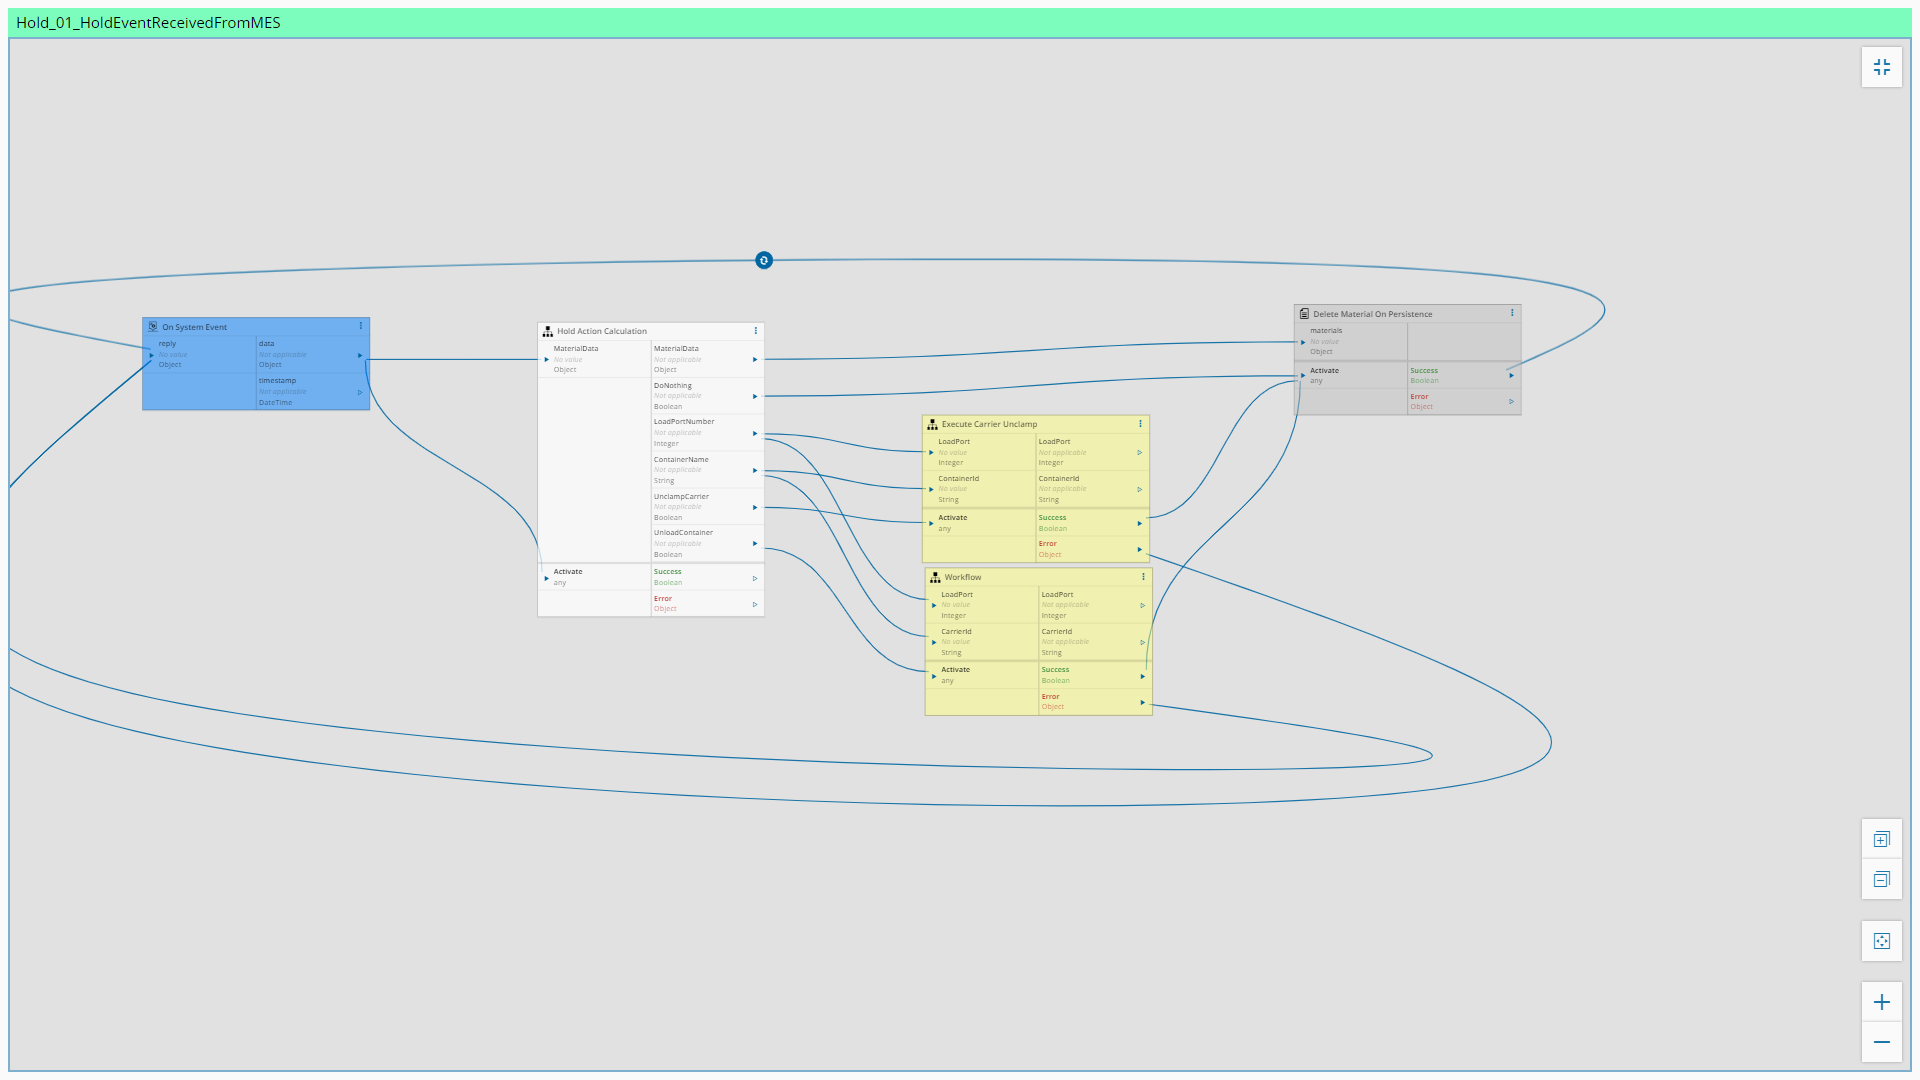 Hold_01_HoldEventReceivedFromMES
On System Event
reply
No value
Object
data
Not applicable
Object
timestamp
Not applicable
DateTime
Hold Action Calculation
MaterialData
No value
Object
MaterialData
Not applicable
Object
DoNothing
Not applicable
Boolean
LoadPortNumber
Not applicable
Integer
ContainerName
Not applicable
String
UnclampCarrier
Not applicable
Boolean
UnloadContainer
Not applicable
Boolean
Activate
any
Success
Boolean
Error
Object
Execute Carrier Unclamp
LoadPort
No value
Integer
LoadPort
Not applicable
Integer
ContainerId
No value
String
ContainerId
Not applicable
String
Activate
any
Success
Boolean
Error
Object
Workflow
LoadPort
No value
Integer
LoadPort
Not applicable
Integer
CarrierId
No value
String
CarrierId
Not applicable
String
Activate
any
Success
Boolean
Error
Object
Delete Material On Persistence
materials
No value
Object
Activate
any
Success
Boolean
Error
Object